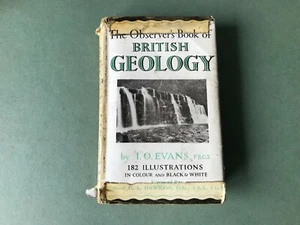 The Observer's Book of
BRITISH
GEOLOGY
by I. O. EVANS, F.R.G.S.
182 ILLUSTRATIONS
IN COLOUR AND BLACK & WHITE